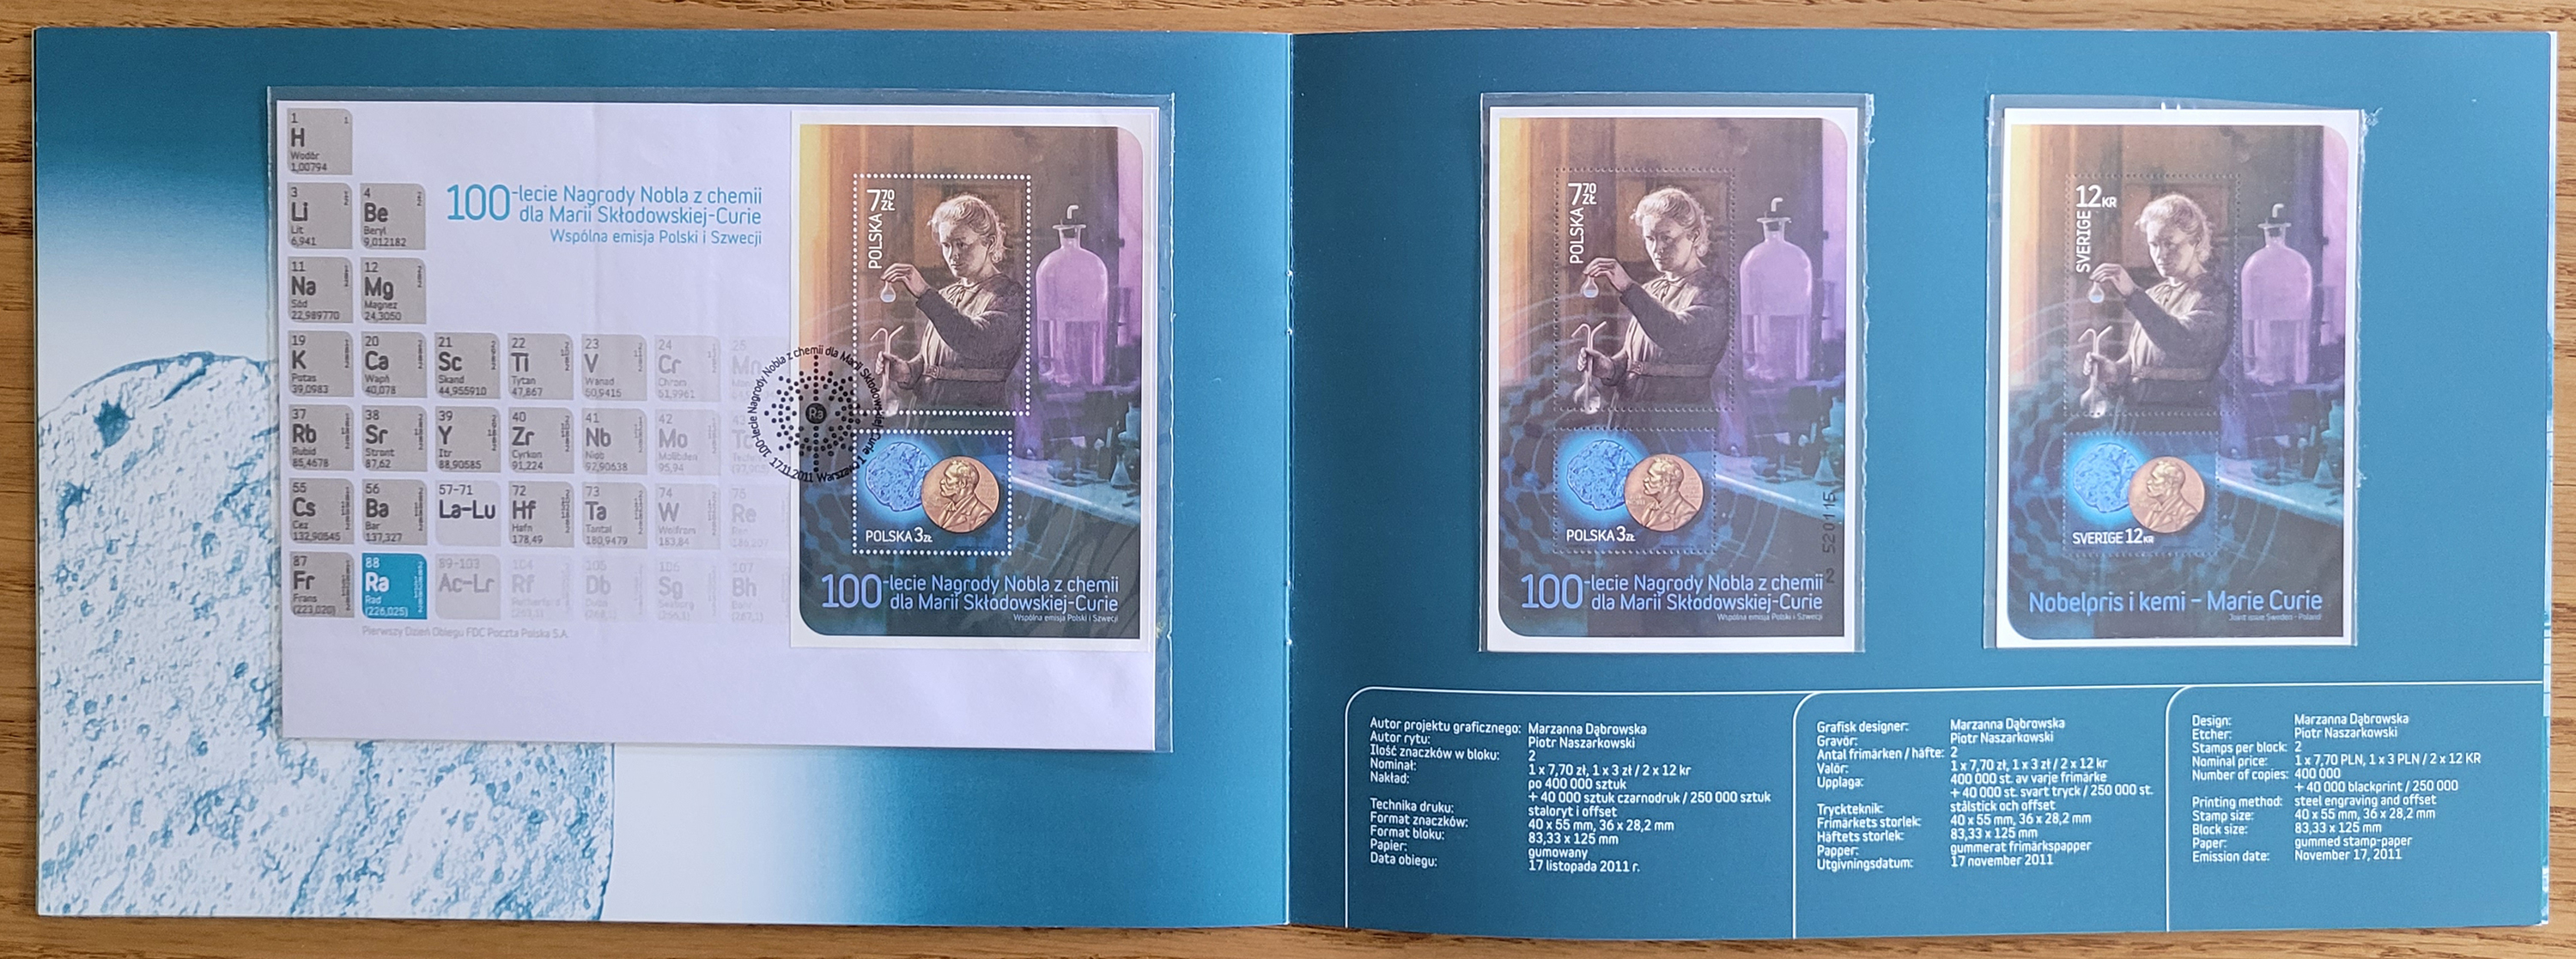 1 1
H
Wodór
1,00794
3
Li
Lit
6,941
4
Be
Beryl
9,012182
100-lecie Nagrody Nobla z chemii
dla Marii Skłodowskiej-Curie
Wspólna emisja Polski i Szwecji
11
Na
Sód
22,989770
12
Mg
Magnez
24,3050
19
K
Potas
39,0983
20
Ca
Wapń
40,078
21
Sc
Skand
44,955910
22
Ti
Tytan
47,867
23
V
Wanad
50,9415
24
Cr
Chrom
51,9961
25
Mn
37
Rb
Rubid
85,4678
38
Sr
Stront
87,62
39
Y
Itr
88,90585
40
Zr
Cyrkon
91,224
41
Nb
Niob
92,90638
42
Mo
Molibden
95,94
Tc
55
Cs
Cez
132,90545
56
Ba
Bar
137,327
57-71
La-Lu
72
Hf
Hafn
178,49
73
Ta
Tantal
180,9479
74
W
Wolfram
183,84
75
Re
87
Fr
Frans
(223,020)
88
Ra
Rad
(226,025)
89-103
Ac-Lr
104
Rf
105
Db
106
Sg
107
Bh
Pierwszy Dzień Obiegu FDC Poczta Polska S.A.
100-lecie Nagrody Nobla z chemii dla Marii Skłodowskiej-Curie
Ra
17.11.2011 Warszawa 1
7 70 ZŁ
POLSKA
POLSKA 3ZŁ
100-lecie Nagrody Nobla z chemii
dla Marii Skłodowskiej-Curie
Wspólna emisja Polski i Szwecji
7 70 ZŁ
POLSKA
POLSKA 3ZŁ
100-lecie Nagrody Nobla z chemii
dla Marii Skłodowskiej-Curie
Wspólna emisja Polski i Szwecji
12 KR
SVERIGE
SVERIGE 12 KR
Nobelpris i kemi – Marie Curie
Joint issue Sweden - Poland
Autor projektu graficznego: Marzanna Dąbrowska
Autor rytu: Piotr Naszarkowski
Ilość znaczków w bloku: 2
Nominał: 1 x 7,70 zł, 1 x 3 zł / 2 x 12 kr
Nakład: po 400 000 sztuk
+ 40 000 sztuk czarnodruk / 250 000 sztuk
Technika druku: staloryt i offset
Format znaczków: 40 x 55 mm, 36 x 28,2 mm
Format bloku: 83,33 x 125 mm
Papier: gumowany
Data obiegu: 17 listopada 2011 r.
Grafisk designer: Marzanna Dąbrowska
Gravör: Piotr Naszarkowski
Antal frimärken / häfte: 2
Valör: 1 x 7,70 zł, 1 x 3 zł / 2 x 12 kr
Upplaga: 400 000 st. av varje frimärke
+ 40 000 st. svart tryck / 250 000 st.
Tryckteknik: stålstick och offset
Frimärkets storlek: 40 x 55 mm, 36 x 28,2 mm
Häftets storlek: 83,33 x 125 mm
Papper: gummerat frimärkspapper
Utgivningsdatum: 17 november 2011
Design: Marzanna Dąbrowska
Etcher: Piotr Naszarkowski
Stamps per block: 2
Nominal price: 1 x 7,70 PLN, 1 x 3 PLN / 2 x 12 KR
Number of copies: 400 000
+ 40 000 blackprint / 250 000
Printing method: steel engraving and offset
Stamp size: 40 x 55 mm, 36 x 28,2 mm
Block size: 83,33 x 125 mm
Paper: gummed stamp-paper
Emission date: November 17, 2011